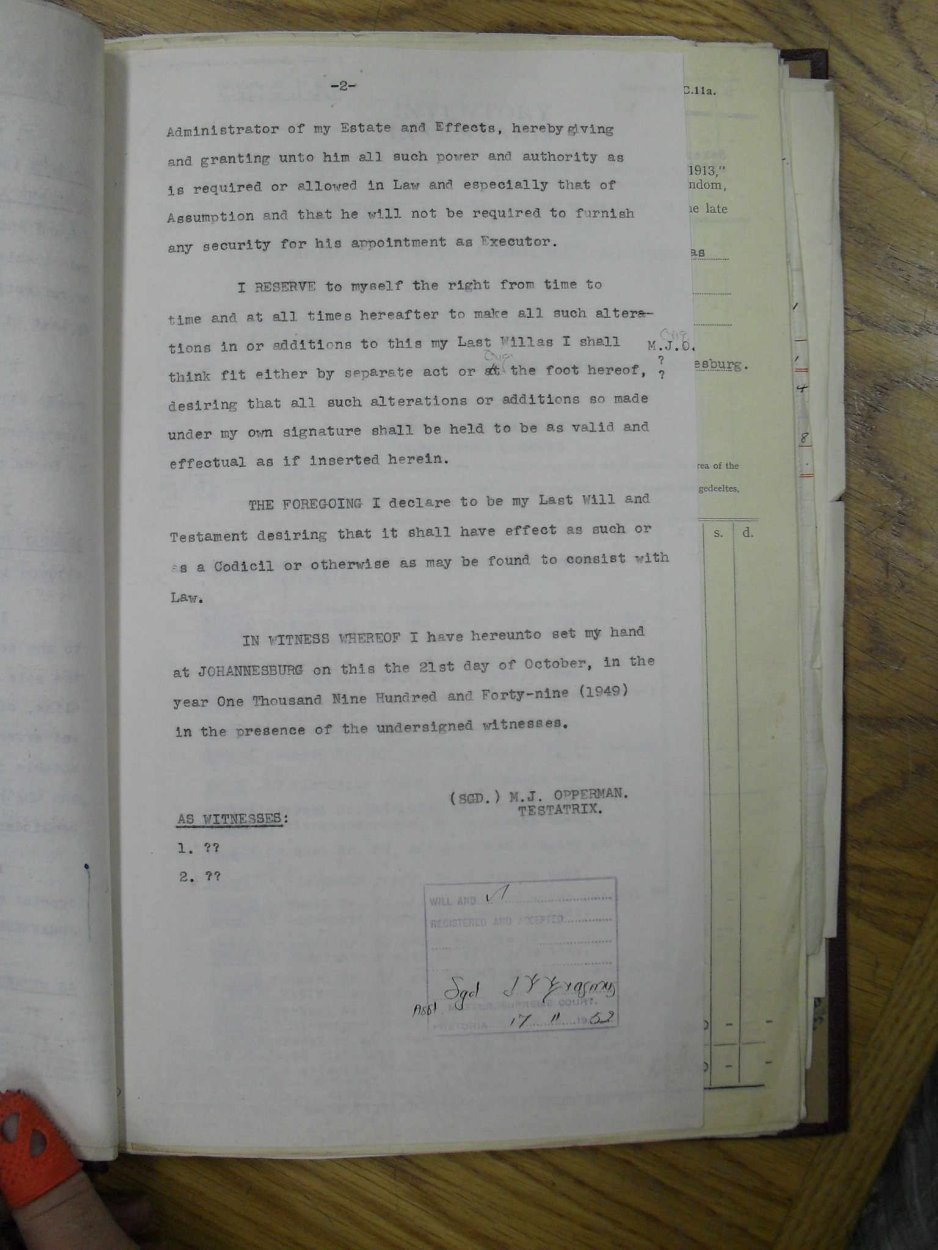 -2-
Administrator of my Estate and Effects, hereby giving
and granting unto him all such power and authority as
is required or allowed in Law and especially that of
Assumption and that he will not be required to furnish
any security for his appointment as Executor.
I RESERVE to myself the right from time to
time and at all times hereafter to make all such altera-
tions in or additions to this my Last Willas I shall
M.J.O.
think fit either by separate act or at the foot hereof,
?
?
desiring that all such alterations or additions so made
under my own signature shall be held to be as valid and
effectual as if inserted herein.
THE FOREGOING I declare to be my Last Will and
Testament desiring that it shall have effect as such or
as a Codicil or otherwise as may be found to consist with
Law.
IN WITNESS WHEREOF I have hereunto set my hand
at JOHANNESBURG on this the 21st day of October, in the
year One Thousand Nine Hundred and Forty-nine (1949)
in the presence of the undersigned witnesses.
(SGD.) M.J. OPPERMAN.
TESTATRIX.
AS WITNESSES:
1. ??
2. ??
WILL AND
REGISTERED AND ACCEPTED
Sgd J Y Erasmus
Asst MASTER SUPREME COURT.
PRETORIA 17 11 1952
C.11a.
1913,"
ndom,
he late
as
esburg.
rea of the
gedeeltes,
s. d.